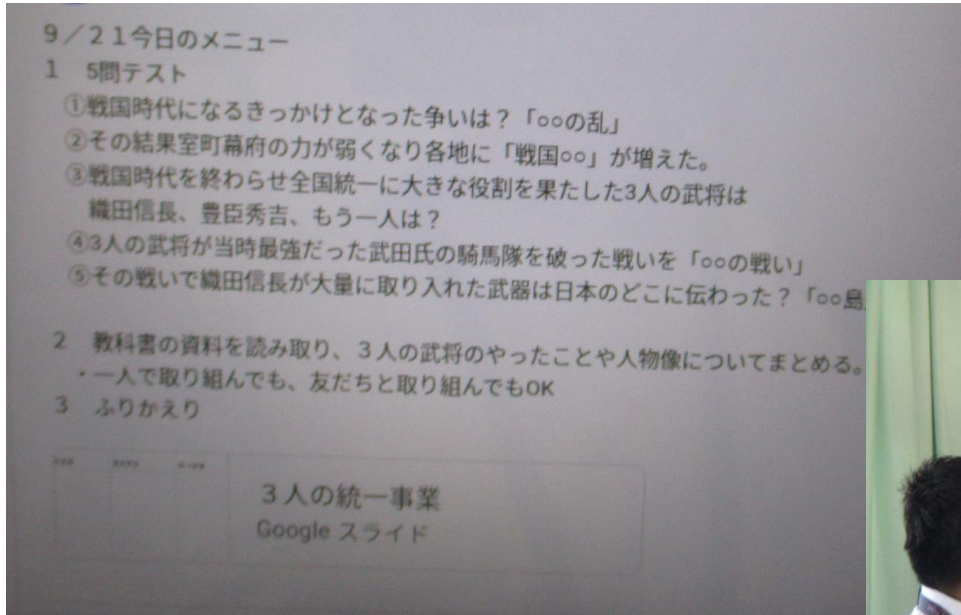 9／21今日のメニュー
1　5問テスト
①戦国時代になるきっかけとなった争いは？「○○の乱」
②その結果室町幕府の力が弱くなり各地に「戦国○○」が増えた。
③戦国時代を終わらせ全国統一に大きな役割を果たした3人の武将は
織田信長、豊臣秀吉、もう一人は？
④3人の武将が当時最強だった武田氏の騎馬隊を破った戦いを「○○の戦い」
⑤その戦いで織田信長が大量に取り入れた武器は日本のどこに伝わった？「○○島
2　教科書の資料を読み取り、３人の武将のやったことや人物像についてまとめる。
・一人で取り組んでも、友だちと取り組んでもOK
3　ふりかえり
３人の統一事業
Google スライド